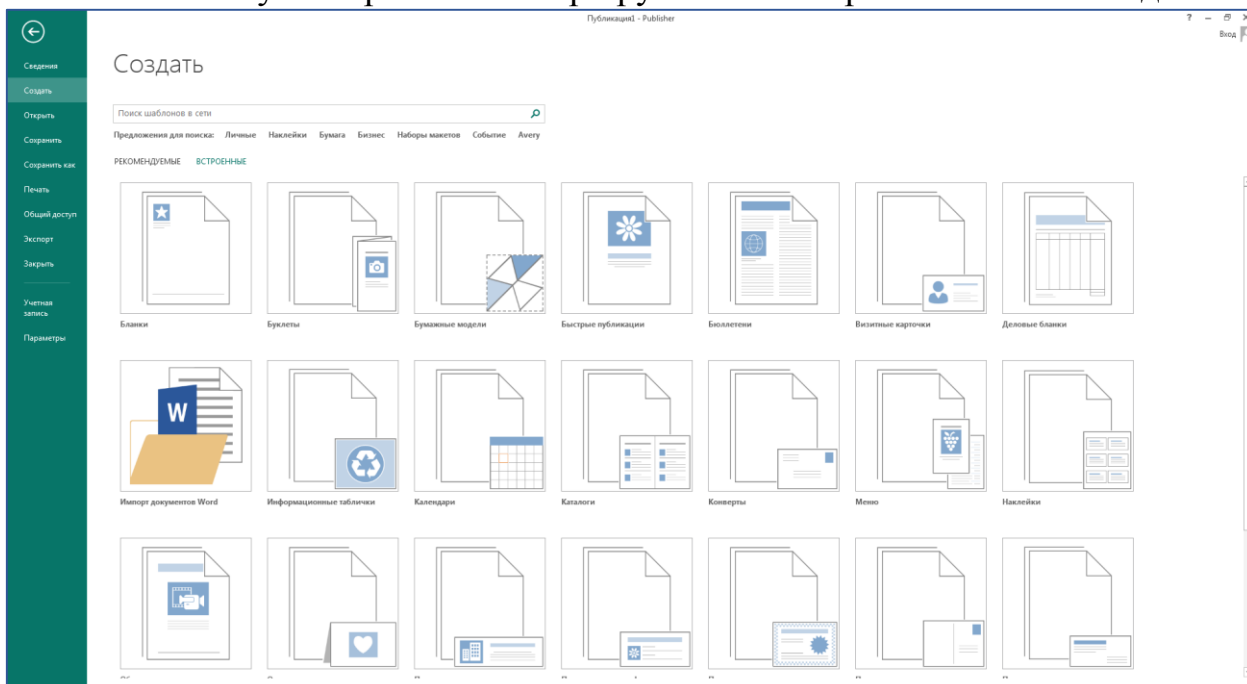 Публикация1 - Publisher
? – ×
Вход
Сведения
Создать
Открыть
Сохранить
Сохранить как
Печать
Общий доступ
Экспорт
Закрыть
Учетная
запись
Параметры
Создать
Поиск шаблонов в сети
Предложения для поиска: Личные Наклейки Бумага Бизнес Наборы макетов Событие Avery
РЕКОМЕНДУЕМЫЕ ВСТРОЕННЫЕ
Бланки Буклеты Бумажные модели Быстрые публикации Бюллетени Визитные карточки Деловые бланки
W
Импорт документов Word Информационные таблички Календари Каталоги Конверты Меню Наклейки